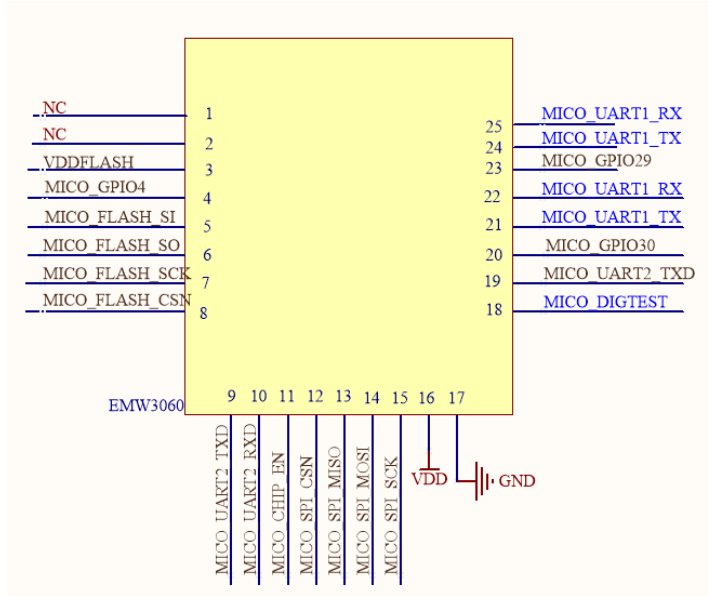 NC
1
NC
2
VDDFLASH
3
MICO_GPIO4
4
MICO_FLASH_SI
5
MICO_FLASH_SO
6
MICO_FLASH_SCK
7
MICO_FLASH_CSN
8
MICO_UART1_RX
25
MICO_UART1_TX
24
MICO_GPIO29
23
MICO_UART1_RX
22
MICO_UART1_TX
21
MICO_GPIO30
20
MICO_UART2_TXD
19
MICO_DIGTEST
18
EMW3060
9 10 11 12 13 14 15 16 17
MICO_UART2_TXD
MICO_UART2_RXD
MICO_CHIP_EN
MICO_SPI_CSN
MICO_SPI_MISO
MICO_SPI_MOSI
MICO_SPI_SCK
VDD
GND